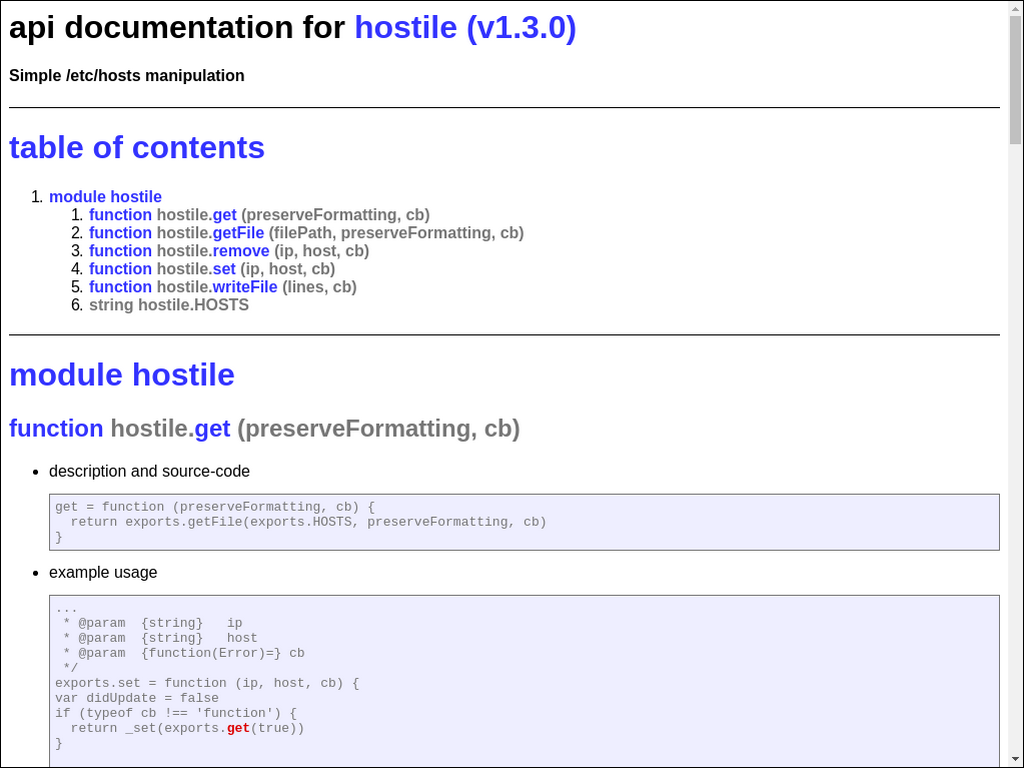 api documentation for hostile (v1.3.0)
Simple /etc/hosts manipulation
table of contents
1. module hostile
1. function hostile.get (preserveFormatting, cb)
2. function hostile.getFile (filePath, preserveFormatting, cb)
3. function hostile.remove (ip, host, cb)
4. function hostile.set (ip, host, cb)
5. function hostile.writeFile (lines, cb)
6. string hostile.HOSTS
module hostile
function hostile.get (preserveFormatting, cb)
• description and source-code
get = function (preserveFormatting, cb) {
  return exports.getFile(exports.HOSTS, preserveFormatting, cb)
}
• example usage
...
 * @param  {string}   ip
 * @param  {string}   host
 * @param  {function(Error)=} cb
 */
exports.set = function (ip, host, cb) {
var didUpdate = false
if (typeof cb !== 'function') {
  return _set(exports.get(true))
}